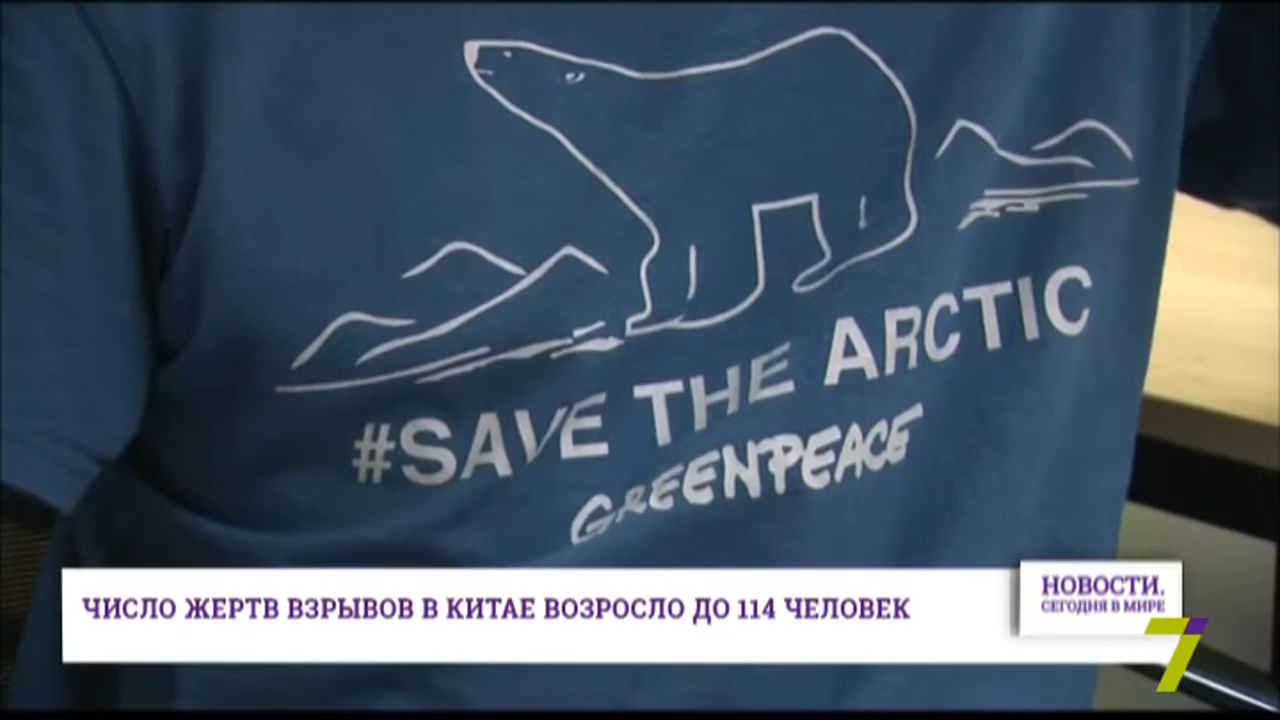 #SAVE THE ARCTIC
GREENPEACE
ЧИСЛО ЖЕРТВ ВЗРЫВОВ В КИТАЕ ВОЗРОСЛО ДО 114 ЧЕЛОВЕК
НОВОСТИ.
СЕГОДНЯ В МИРЕ
7